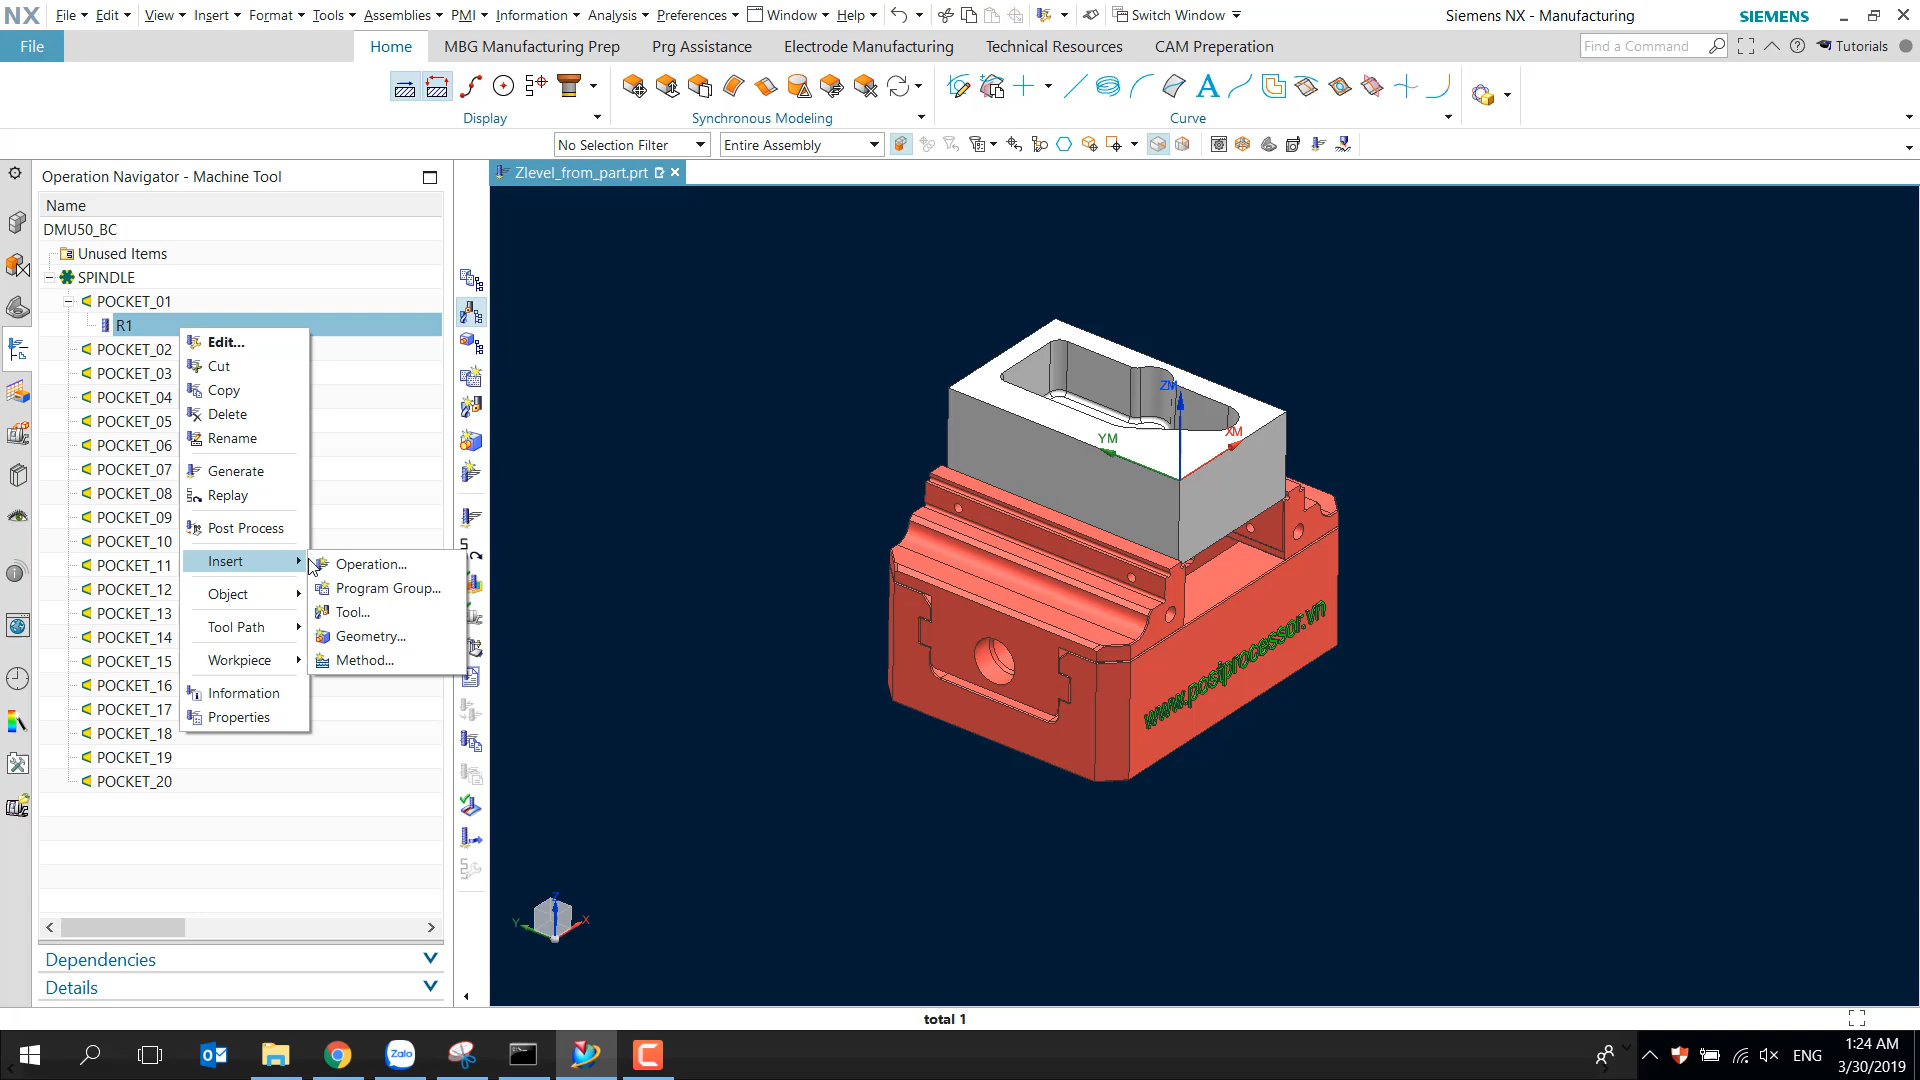 NX File Edit View Insert Format Tools Assemblies PMI Information Analysis Preferences Window Help Switch Window Siemens NX - Manufacturing SIEMENS
File Home MBG Manufacturing Prep Prg Assistance Electrode Manufacturing Technical Resources CAM Preperation Find a Command Tutorials
Display Synchronous Modeling Curve
No Selection Filter Entire Assembly
Operation Navigator - Machine Tool
Zlevel_from_part.prt
Name
DMU50_BC
Unused Items
SPINDLE
POCKET_01
R1
POCKET_02
POCKET_03
POCKET_04
POCKET_05
POCKET_06
POCKET_07
POCKET_08
POCKET_09
POCKET_10
POCKET_11
POCKET_12
POCKET_13
POCKET_14
POCKET_15
POCKET_16
POCKET_17
POCKET_18
POCKET_19
POCKET_20
Edit...
Cut
Copy
Delete
Rename
Generate
Replay
Post Process
Insert
Object
Tool Path
Workpiece
Information
Properties
Operation...
Program Group...
Tool...
Geometry...
Method...
ZM
YM
XM
www.postprocessor.vn
Z
Y
X
Dependencies
Details
total 1
Zalo
ENG
1:24 AM
3/30/2019